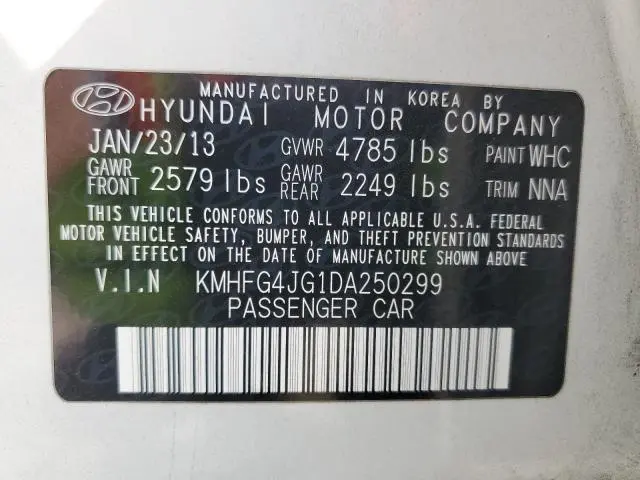 MANUFACTURED IN KOREA BY
HYUNDAI MOTOR COMPANY
JAN/23/13 GVWR 4785 lbs PAINT WHC
GAWR FRONT 2579 lbs GAWR REAR 2249 lbs TRIM NNA
THIS VEHICLE CONFORMS TO ALL APPLICABLE U.S.A. FEDERAL
MOTOR VEHICLE SAFETY, BUMPER, AND THEFT PREVENTION STANDARDS
IN EFFECT ON THE DATE OF MANUFACTURE SHOWN ABOVE.
V.I.N KMHFG4JG1DA250299
PASSENGER CAR